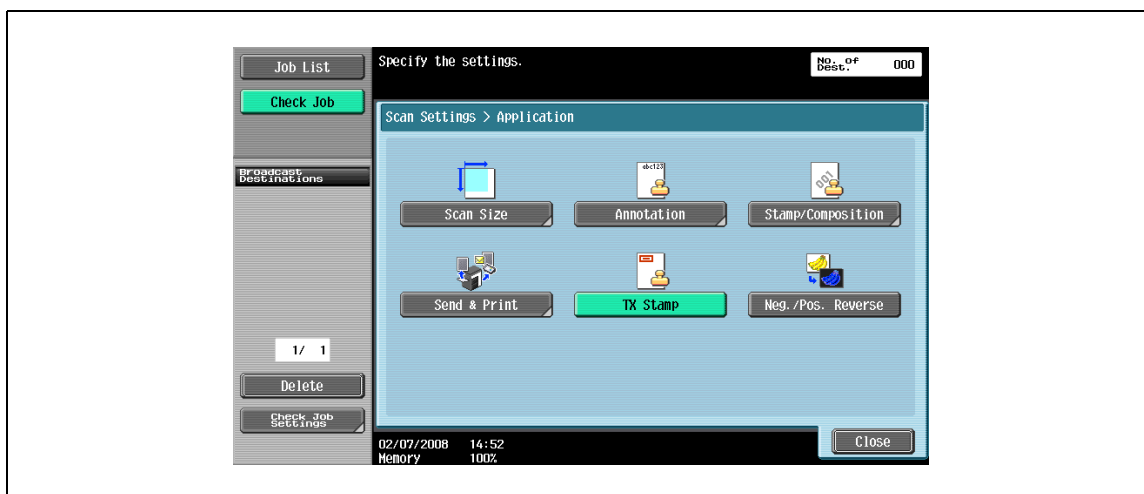 Job List
Check Job
Broadcast
Destinations
1/ 1
Delete
Check Job
Settings
Specify the settings.
No. of
Dest.
000
Scan Settings > Application
abc123
Scan Size
Annotation
001
Stamp/Composition
Send & Print
TX Stamp
Neg./Pos. Reverse
02/07/2008 14:52
Memory 100%
Close